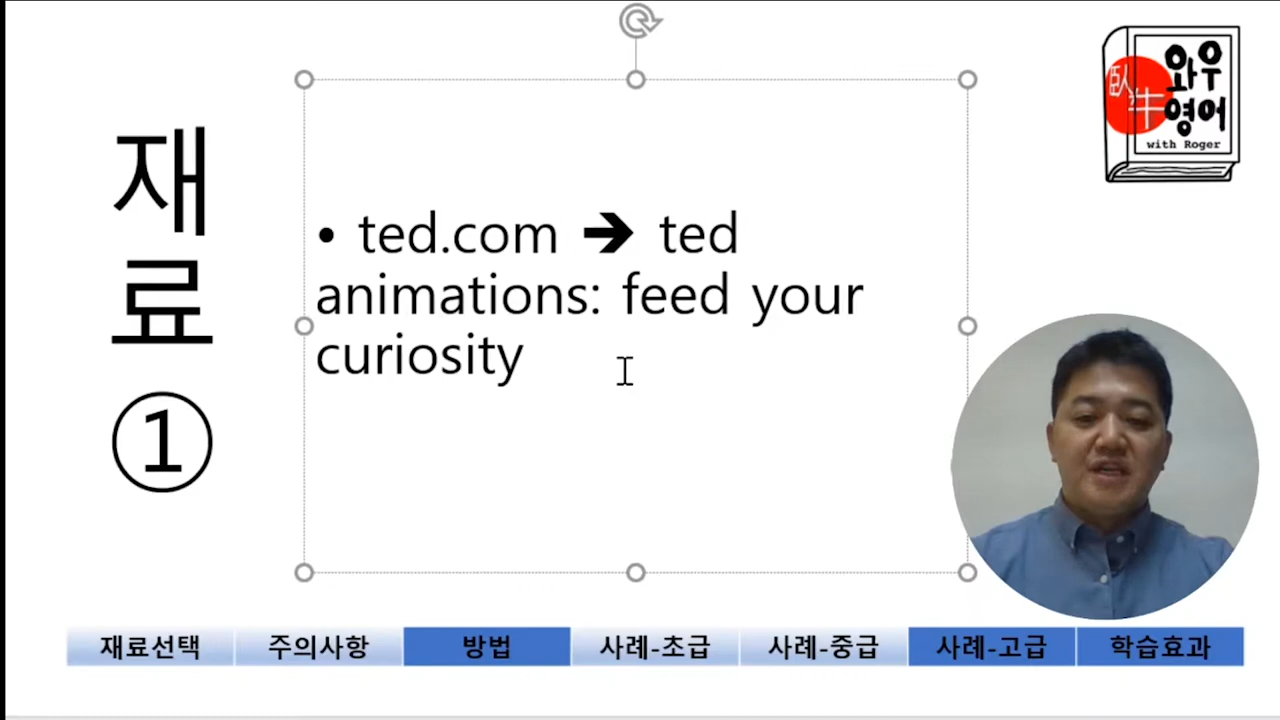 재
료
①
• ted.com ➔ ted
animations: feed your
curiosity
臥
牛
와우
영어
with Roger
재료선택 주의사항 방법 사례-초급 사례-중급 사례-고급 학습효과